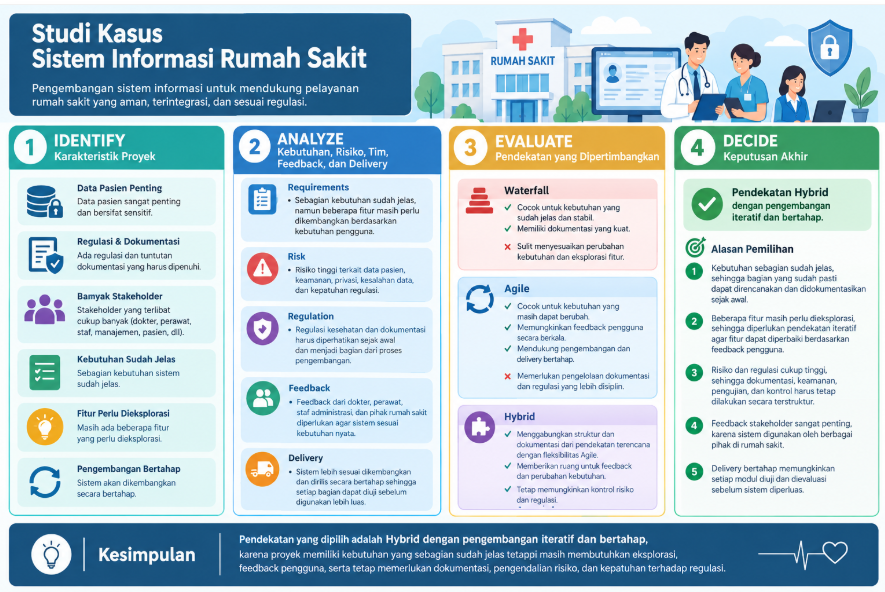 Studi Kasus
Sistem Informasi Rumah Sakit
Pengembangan sistem informasi untuk mendukung pelayanan
rumah sakit yang aman, terintegrasi, dan sesuai regulasi.
RUMAH SAKIT
1 IDENTIFY
Karakteristik Proyek
Data Pasien Penting
Data pasien sangat penting
dan bersifat sensitif.
Regulasi & Dokumentasi
Ada regulasi dan tuntutan
dokumentasi yang harus dipenuhi.
Banyak Stakeholder
Stakeholder yang terlibat
cukup banyak (dokter, perawat,
staf, manajemen, pasien, dll).
Kebutuhan Sudah Jelas
Sebagian kebutuhan sistem
sudah jelas.
Fitur Perlu Dieksplorasi
Masih ada beberapa fitur
yang perlu dieksplorasi.
Pengembangan Bertahap
Sistem akan dikembangkan
secara bertahap.
2 ANALYZE
Kebutuhan, Risiko, Tim,
Feedback, dan Delivery
Requirements
• Sebagian kebutuhan sudah jelas,
namun beberapa fitur masih perlu
dikembangkan berdasarkan
kebutuhan pengguna.
Risk
• Risiko tinggi terkait data pasien,
keamanan, privasi, kesalahan data,
dan kepatuhan regulasi.
Regulation
• Regulasi kesehatan dan dokumentasi
harus diperhatikan sejak awal
dan menjadi bagian dari proses
pengembangan.
Feedback
• Feedback dari dokter, perawat,
staf administrasi, dan pihak rumah sakit
diperlukan agar sistem sesuai
kebutuhan nyata.
Delivery
• Sistem lebih sesuai dikembangkan
dan dirilis secara bertahap sehingga
setiap bagian dapat diuji sebelum
digunakan lebih luas.
3 EVALUATE
Pendekatan yang Dipertimbangkan
Waterfall
✓ Cocok untuk kebutuhan yang
sudah jelas dan stabil.
✓ Memiliki dokumentasi yang kuat.
✗ Sulit menyesuaikan perubahan
kebutuhan dan eksplorasi fitur.
Agile
✓ Cocok untuk kebutuhan yang
masih dapat berubah.
✓ Memungkinkan feedback pengguna
secara berkala.
✓ Mendukung pengembangan dan
delivery bertahap.
✗ Memerlukan pengelolaan dokumentasi
dan regulasi yang lebih disiplin.
Hybrid
✓ Menggabungkan struktur dan
dokumentasi dari pendekatan terencana
dengan fleksibilitas Agile.
✓ Memberikan ruang untuk feedback
dan perubahan kebutuhan.
✓ Tetap memungkinkan kontrol risiko
dan regulasi.
4 DECIDE
Keputusan Akhir
Pendekatan Hybrid
dengan pengembangan
iteratif dan bertahap.
Alasan Pemilihan
1 Kebutuhan sebagian sudah jelas,
sehingga bagian yang sudah pasti
dapat direncanakan dan didokumentasikan
sejak awal.
2 Beberapa fitur masih perlu dieksplorasi,
sehingga diperlukan pendekatan iteratif
agar fitur dapat diperbaiki berdasarkan
feedback pengguna.
3 Risiko dan regulasi cukup tinggi,
sehingga dokumentasi, keamanan,
pengujian, dan kontrol harus tetap
dilakukan secara terstruktur.
4 Feedback stakeholder sangat penting,
karena sistem digunakan oleh berbagai
pihak di rumah sakit.
5 Delivery bertahap memungkinkan
setiap modul diuji dan dievaluasi
sebelum sistem diperluas.
Kesimpulan
Pendekatan yang dipilih adalah Hybrid dengan pengembangan iteratif dan bertahap,
karena proyek memiliki kebutuhan yang sebagian sudah jelas tetappi masih membutuhkan eksplorasi,
feedback pengguna, serta tetap memerlukan dokumentasi, pengendalian risiko, dan kepatuhan terhadap regulasi.